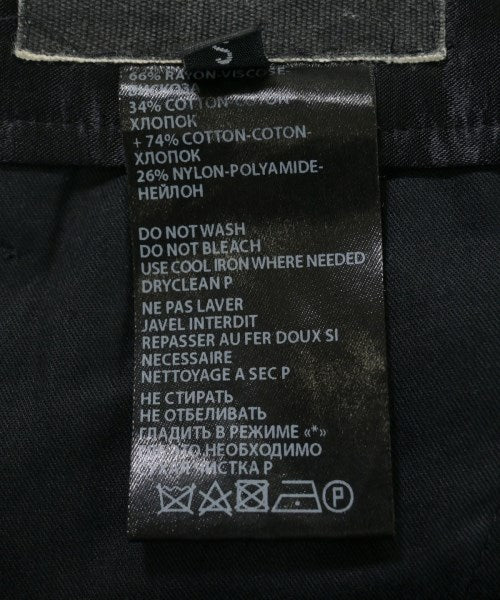 S
66% RAYON-VISCOSE-
ВИСКОЗА
34% COTTON-COTON-
ХЛОПОК
+ 74% COTTON-COTON-
ХЛОПОК
26% NYLON-POLYAMIDE-
НЕЙЛОН
DO NOT WASH
DO NOT BLEACH
USE COOL IRON WHERE NEEDED
DRYCLEAN P
NE PAS LAVER
JAVEL INTERDIT
REPASSER AU FER DOUX SI
NECESSAIRE
NETTOYAGE A SEC P
НЕ СТИРАТЬ
НЕ ОТБЕЛИВАТЬ
ГЛАДИТЬ В РЕЖИМЕ «*»
НЕОБХОДИМО
ЧИСТКА P
P